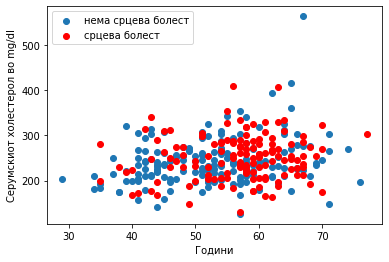 нема срцева болест
срцева болест
Серумскиот холестерол во mg/dl
500
400
300
200
30
40
50
60
70
Години